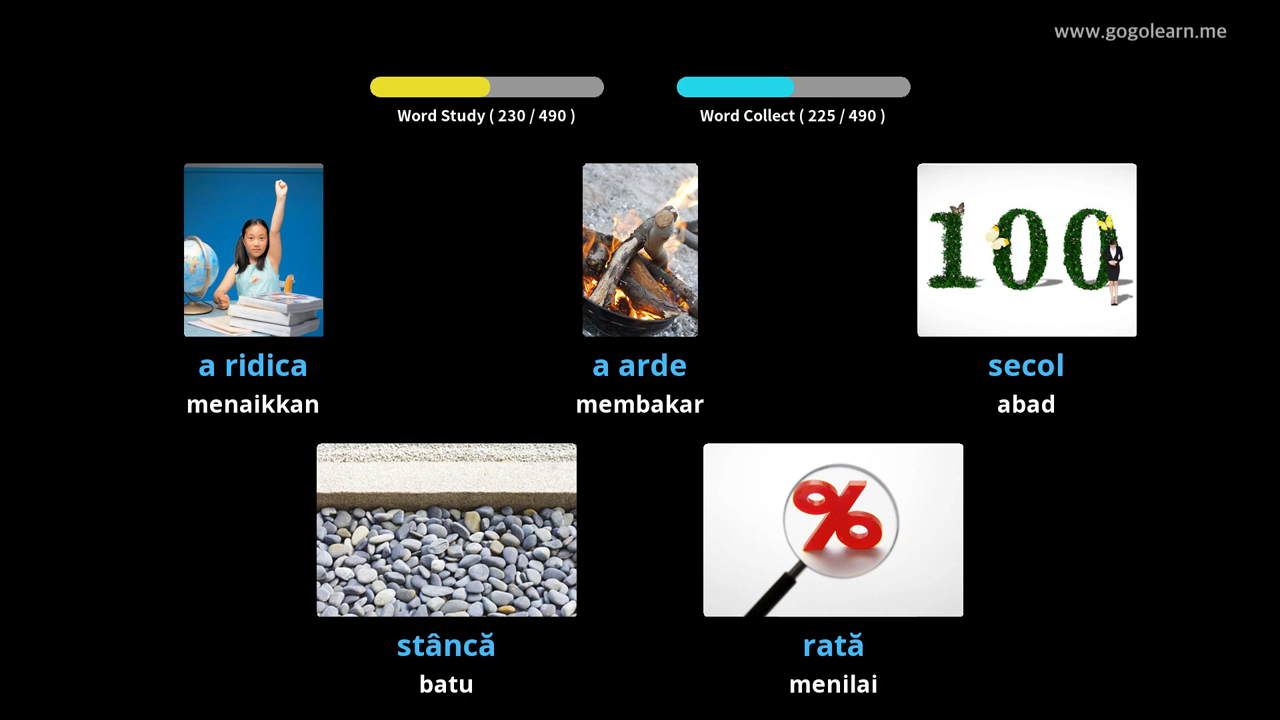 www.gogolearn.me
Word Study ( 230 / 490 )
Word Collect ( 225 / 490 )
100
a ridica
menaikkan
a arde
membakar
secol
abad
%
stâncă
batu
rată
menilai